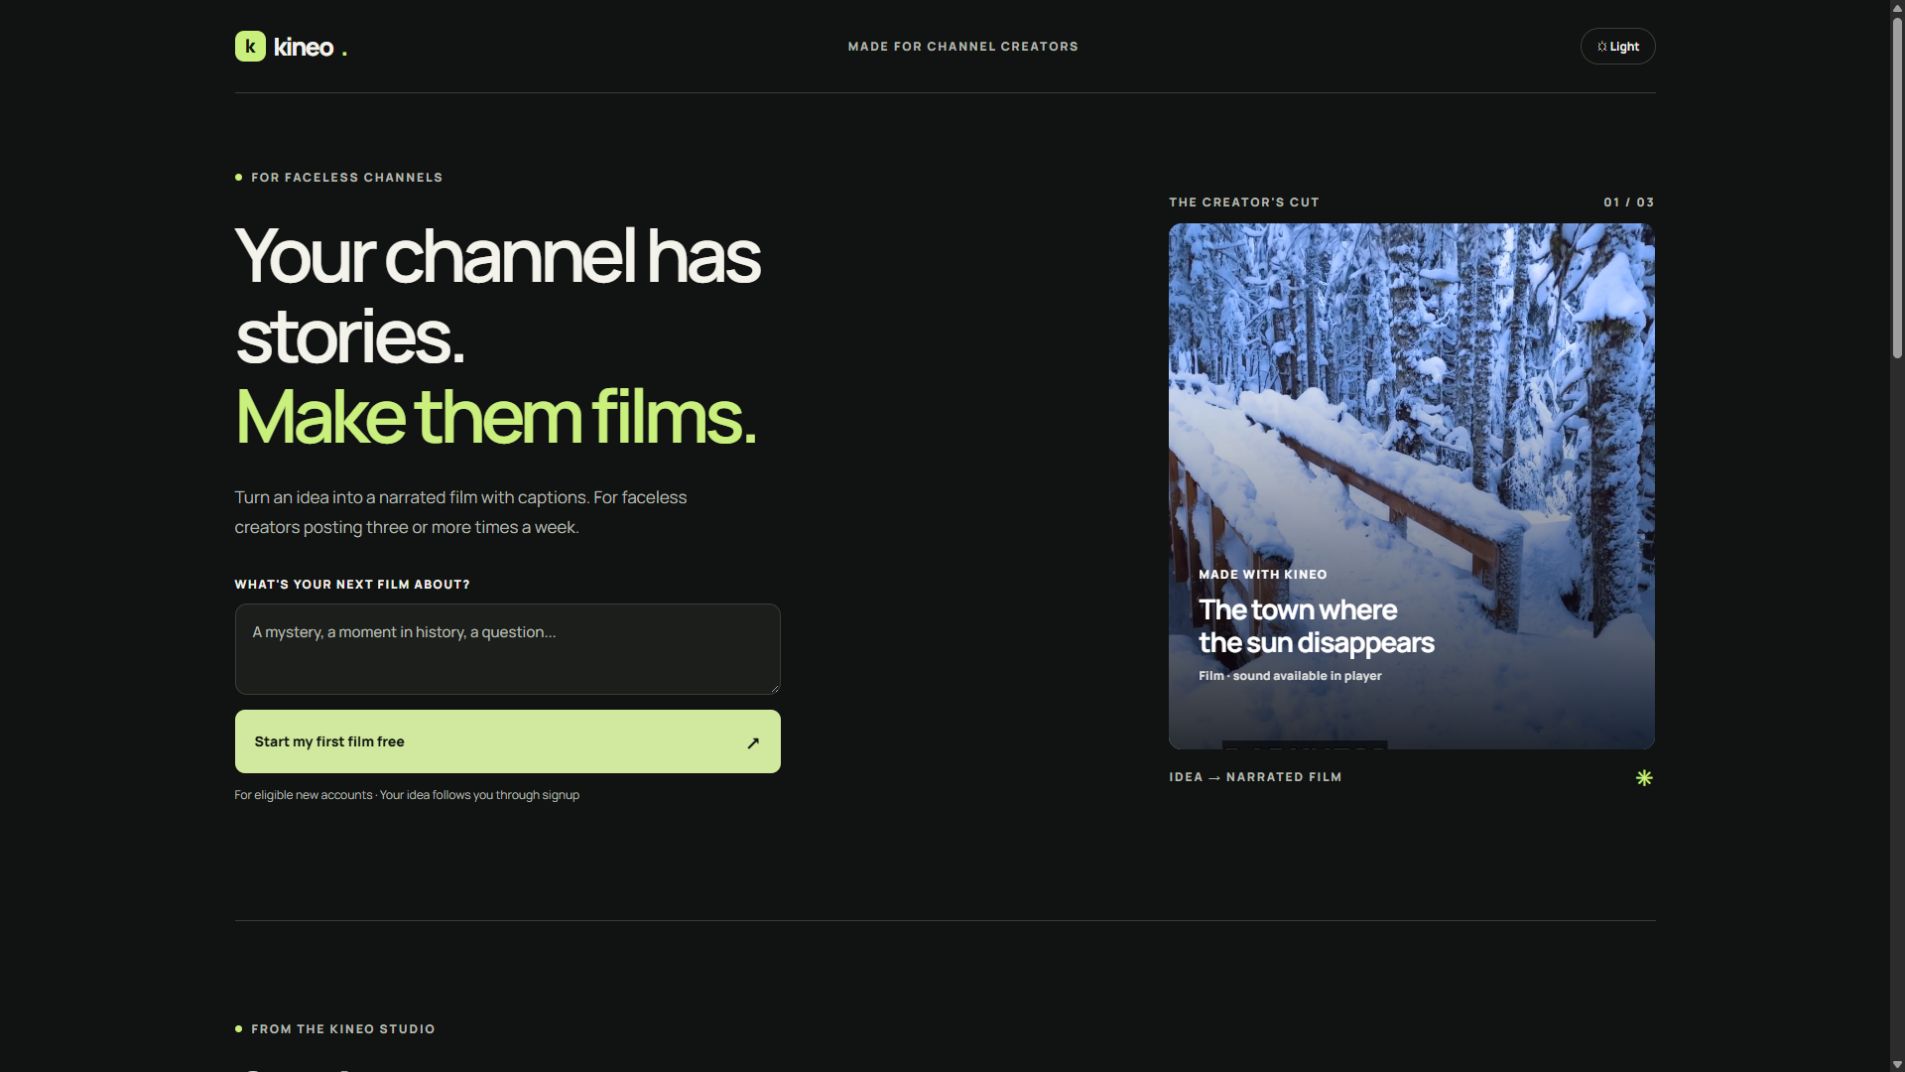 k kineo.
MADE FOR CHANNEL CREATORS
Light
FOR FACELESS CHANNELS
Your channel has
stories.
Make them films.
Turn an idea into a narrated film with captions. For faceless
creators posting three or more times a week.
WHAT'S YOUR NEXT FILM ABOUT?
A mystery, a moment in history, a question...
Start my first film free ↗
For eligible new accounts · Your idea follows you through signup
THE CREATOR'S CUT
01 / 03
MADE WITH KINEO
The town where
the sun disappears
Film · sound available in player
IDEA → NARRATED FILM
FROM THE KINEO STUDIO